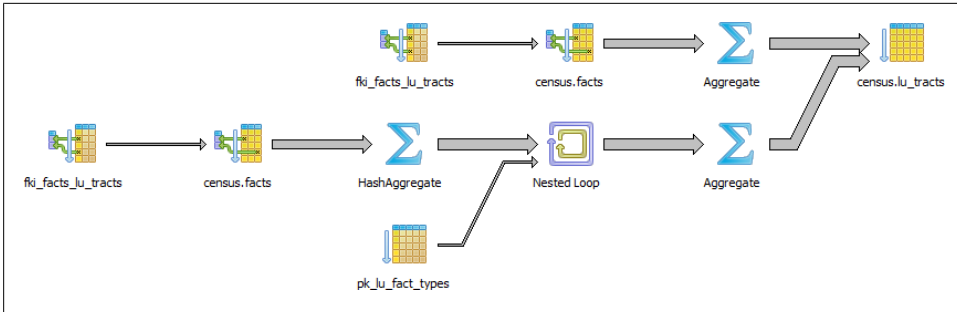 fki_facts_lu_tracts census.facts Aggregate census.lu_tracts
fki_facts_lu_tracts census.facts HashAggregate Nested Loop Aggregate
pk_lu_fact_types